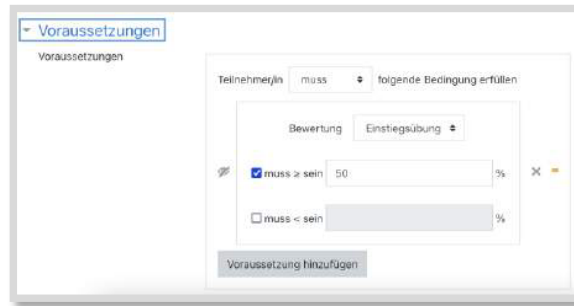 Voraussetzungen
Voraussetzungen
Teilnehmer/in muss folgende Bedingung erfüllen
Bewertung Einstiegsübung
muss ≥ sein 50 %
muss < sein %
Voraussetzung hinzufügen